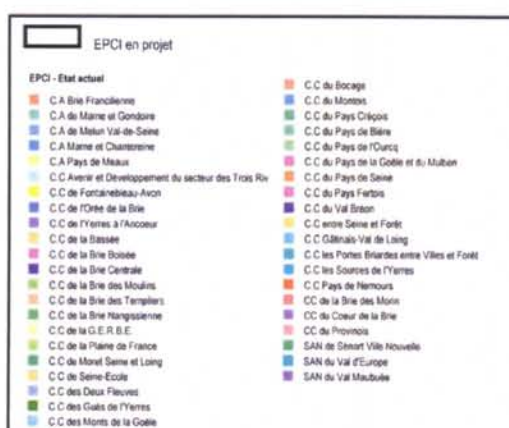 EPCI en projet
EPCI - Etat actuel
C.A Brie Francilienne
C.A de Marne et Gondoire
C.A de Melun Val-de-Seine
C.A Marne et Chantereine
C.A Pays de Meaux
C.C Avenir et Développement du secteur des Trois Riv
C.C de Fontainebleau-Avon
C.C de l'Orée de la Brie
C.C de l'Yerres à l'Ancoeur
C.C de la Bassée
C.C de la Brie Boisée
C.C de la Brie Centrale
C.C de la Brie des Moulins
C.C de la Brie des Templiers
C.C de la Brie Nangissienne
C.C de la G.E.R.B.E.
C.C de la Plaine de France
C.C de Moret Seine et Loing
C.C de Seine-Ecole
C.C des Deux Fleuves
C.C des Gués de l'Yerres
C.C des Monts de la Goële
C.C du Bocage
C.C du Montois
C.C du Pays Créçois
C.C du Pays de Bière
C.C du Pays de l'Ourcq
C.C du Pays de la Goële et du Multien
C.C du Pays de Seine
C.C du Pays Fertois
C.C du Val Bréon
C.C entre Seine et Forêt
C.C Gâtinais-Val de Loing
C.C les Portes Briardes entre Villes et Forêt
C.C les Sources de l'Yerres
C.C Pays de Nemours
CC de la Brie des Morin
CC du Coeur de la Brie
CC du Provinois
SAN de Sénart Ville Nouvelle
SAN du Val d'Europe
SAN du Val Maubuée